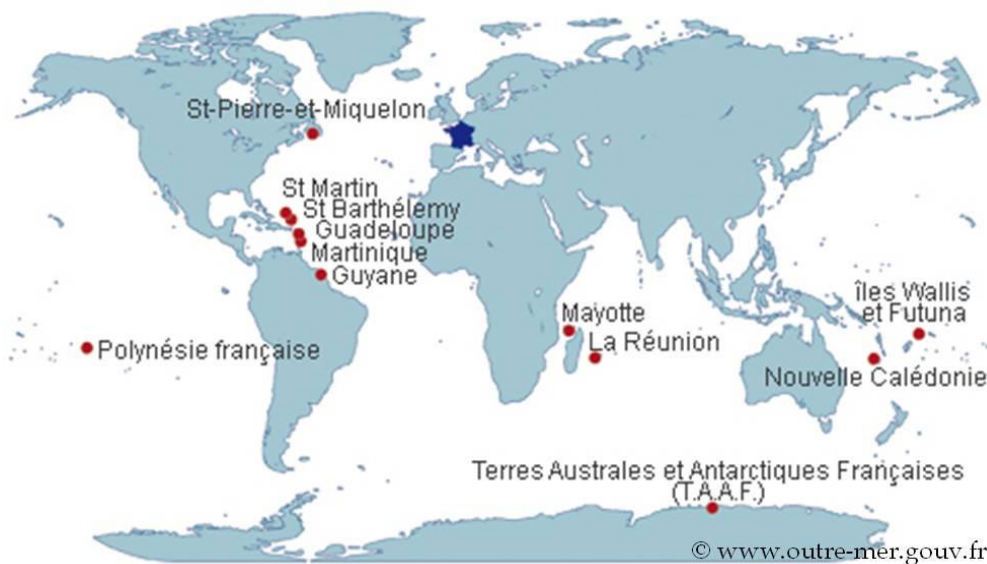 St-Pierre-et-Miquelon
St Martin
St Barthélemy
Guadeloupe
Martinique
Guyane
îles Wallis
et Futuna
Mayotte
La Réunion
Polynésie française
Nouvelle Calédonie
Terres Australes et Antarctiques Françaises
(T.A.A.F.)
© www.outre-mer.gouv.fr